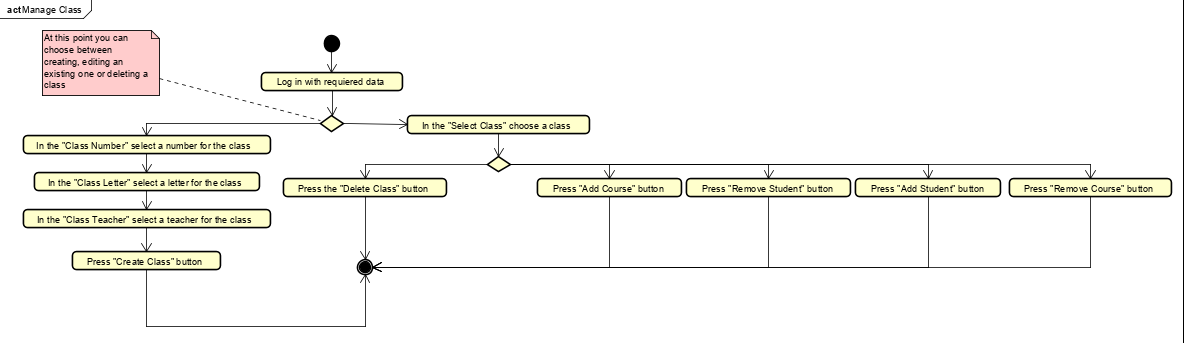 actManage Class
At this point you can
choose between
creating, editing an
existing one or deleting a
class
Log in with requiered data
In the "Select Class" choose a class
In the "Class Number" select a number for the class
In the "Class Letter" select a letter for the class
In the "Class Teacher" select a teacher for the class
Press "Create Class" button
Press the "Delete Class" button
Press "Add Course" button
Press "Remove Student" button
Press "Add Student" button
Press "Remove Course" button